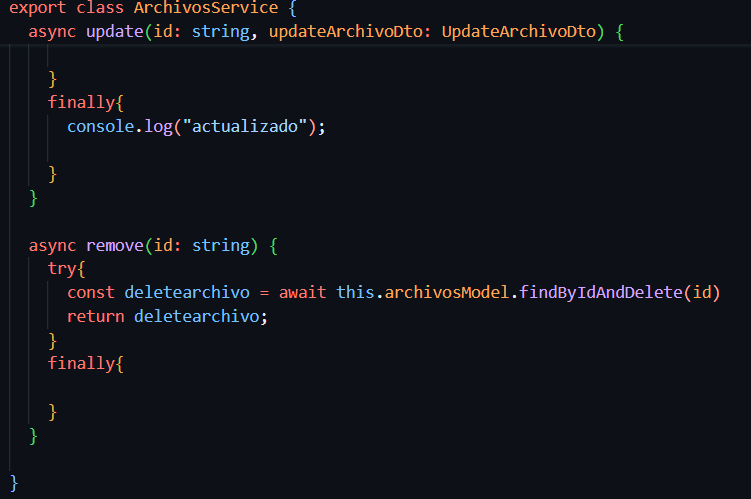 export class ArchivosService {
async update(id: string, updateArchivoDto: UpdateArchivoDto) {
}
finally{
console.log("actualizado");
}
}
async remove(id: string) {
try{
const deletearchivo = await this.archivosModel.findByIdAndDelete(id)
return deletearchivo;
}
finally{
}
}
}